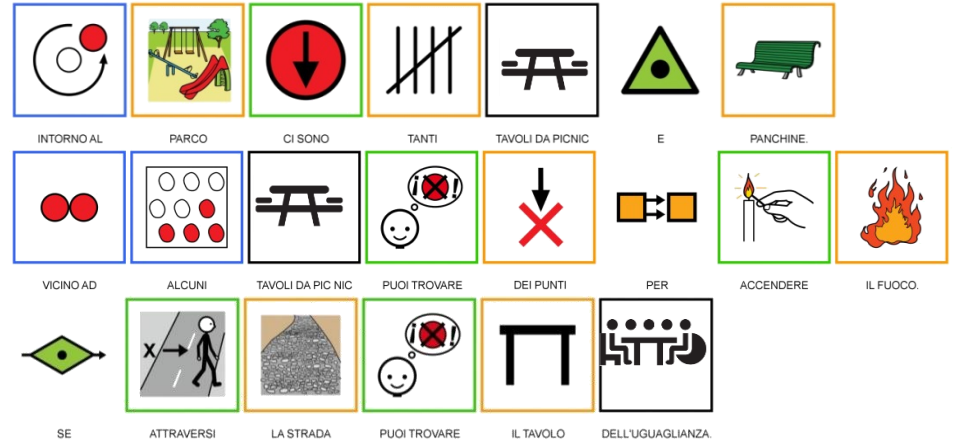 INTORNO AL PARCO CI SONO TANTI TAVOLI DA PICNIC E PANCHINE.
VICINO AD ALCUNI TAVOLI DA PIC NIC PUOI TROVARE DEI PUNTI PER ACCENDERE IL FUOCO.
X
SE ATTRAVERSI LA STRADA PUOI TROVARE IL TAVOLO DELL'UGUAGLIANZA.